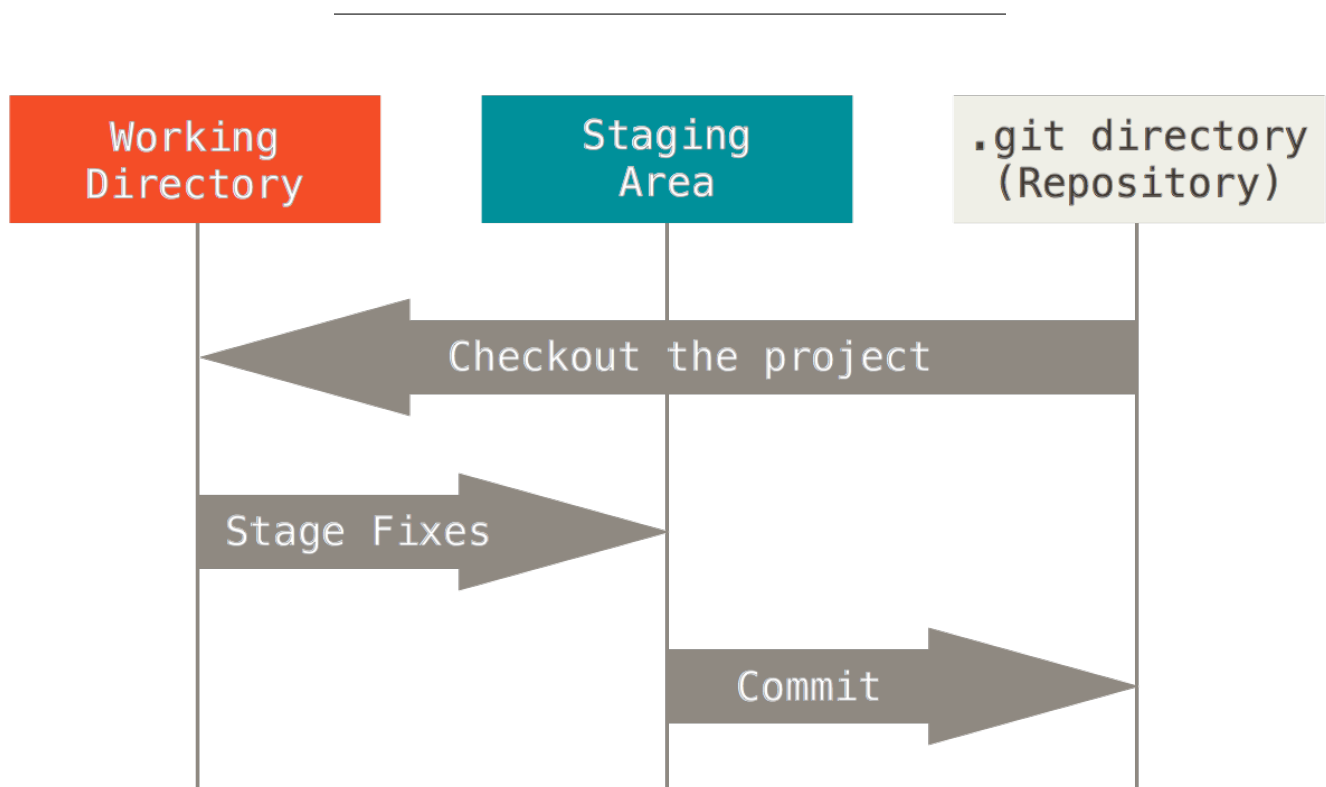 Working
Directory
Staging
Area
.git directory
(Repository)
Checkout the project
Stage Fixes
Commit